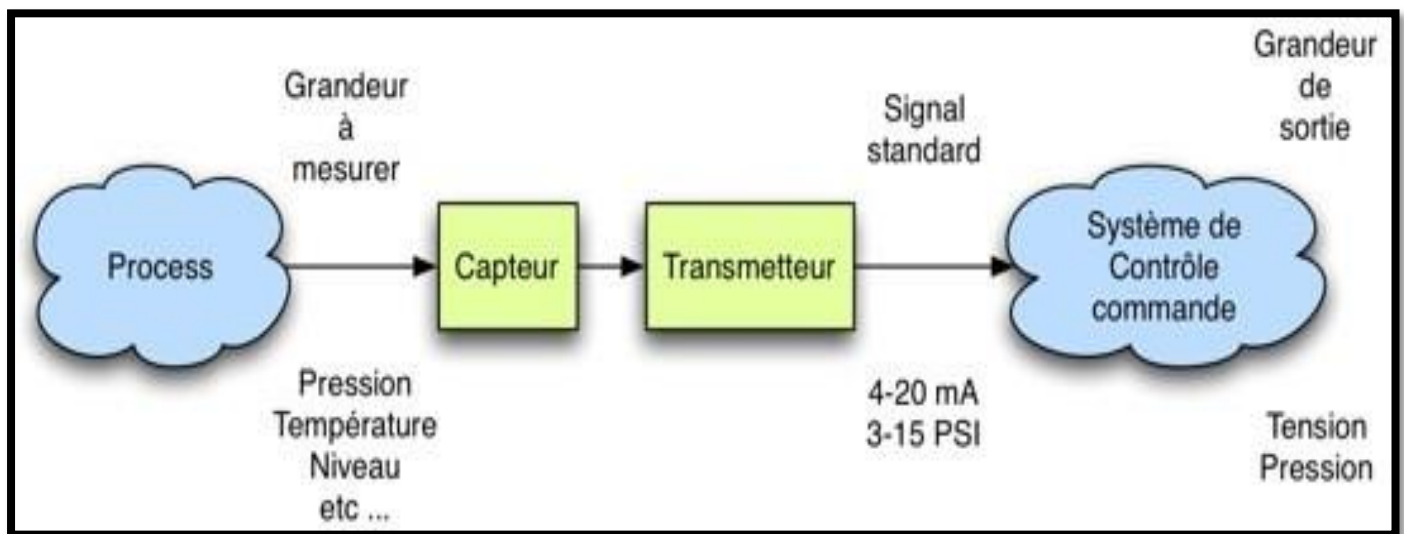 Grandeur
à
mesurer
Signal
standard
Grandeur
de
sortie
Process
Capteur
Transmetteur
Système de
Contrôle
commande
Pression
Température
Niveau
etc ...
4-20 mA
3-15 PSI
Tension
Pression